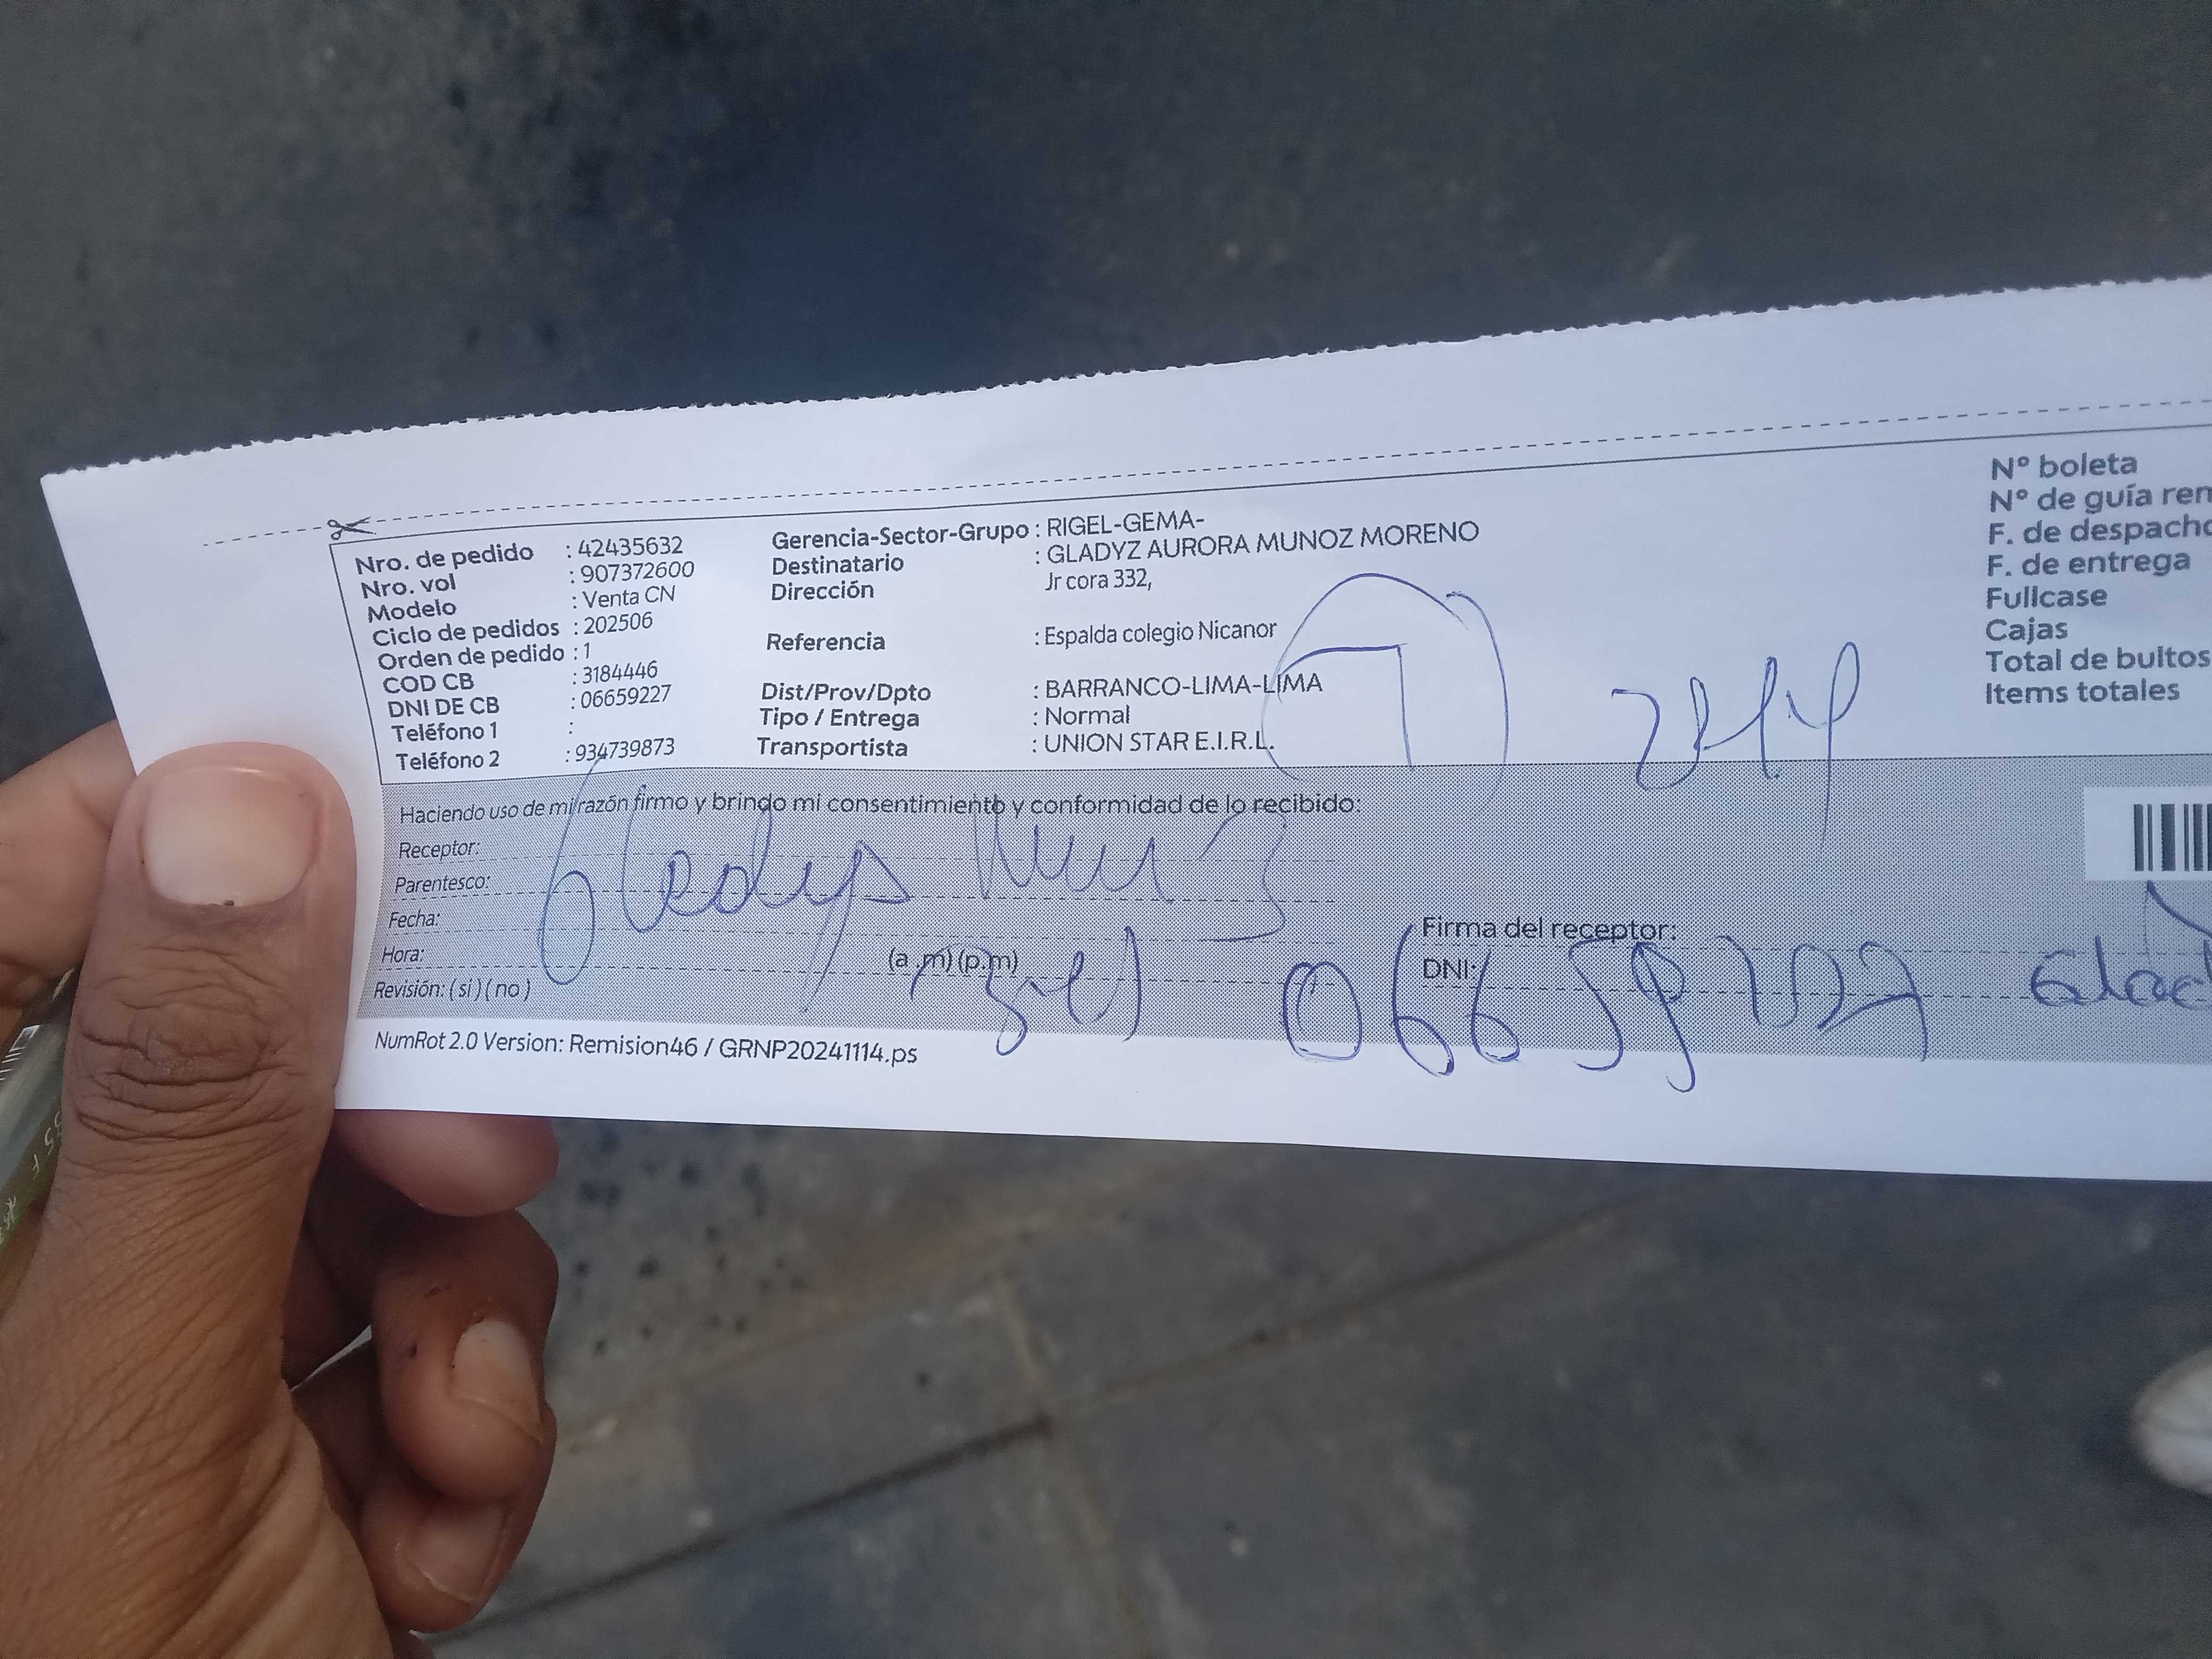 Nro. de pedido : 42435632
Nro. vol : 907372600
Modelo : Venta CN
Ciclo de pedidos : 202506
Orden de pedido : 1
COD CB : 3184446
DNI DE CB : 06659227
Teléfono 1 :
Teléfono 2 : 934739873
Gerencia-Sector-Grupo : RIGEL-GEMA-
Destinatario : GLADYZ AURORA MUNOZ MORENO
Dirección Jr cora 332,
Referencia : Espalda colegio Nicanor
Dist/Prov/Dpto : BARRANCO-LIMA-LIMA
Tipo / Entrega : Normal
Transportista : UNION STAR E.I.R.L.
N° boleta
N° de guía rem
F. de despacho
F. de entrega
Fullcase
Cajas
Total de bultos
Items totales
Haciendo uso de mi razón firmo y brindo mi consentimiento y conformidad de lo recibido:
Receptor:
Parentesco:
Fecha:
Hora: (a .m) (p.m)
Revisión: ( si ) ( no )
Firma del receptor:
DNI:
NumRot 2.0 Version: Remision46 / GRNP20241114.ps